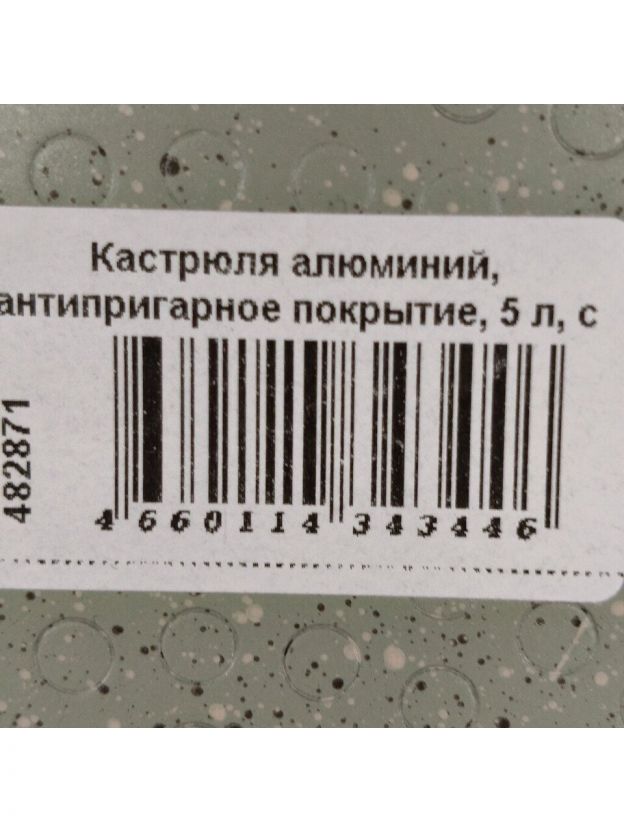 Кастрюля алюминий,
антипригарное покрытие, 5 л, с
482871
4 660114 343446